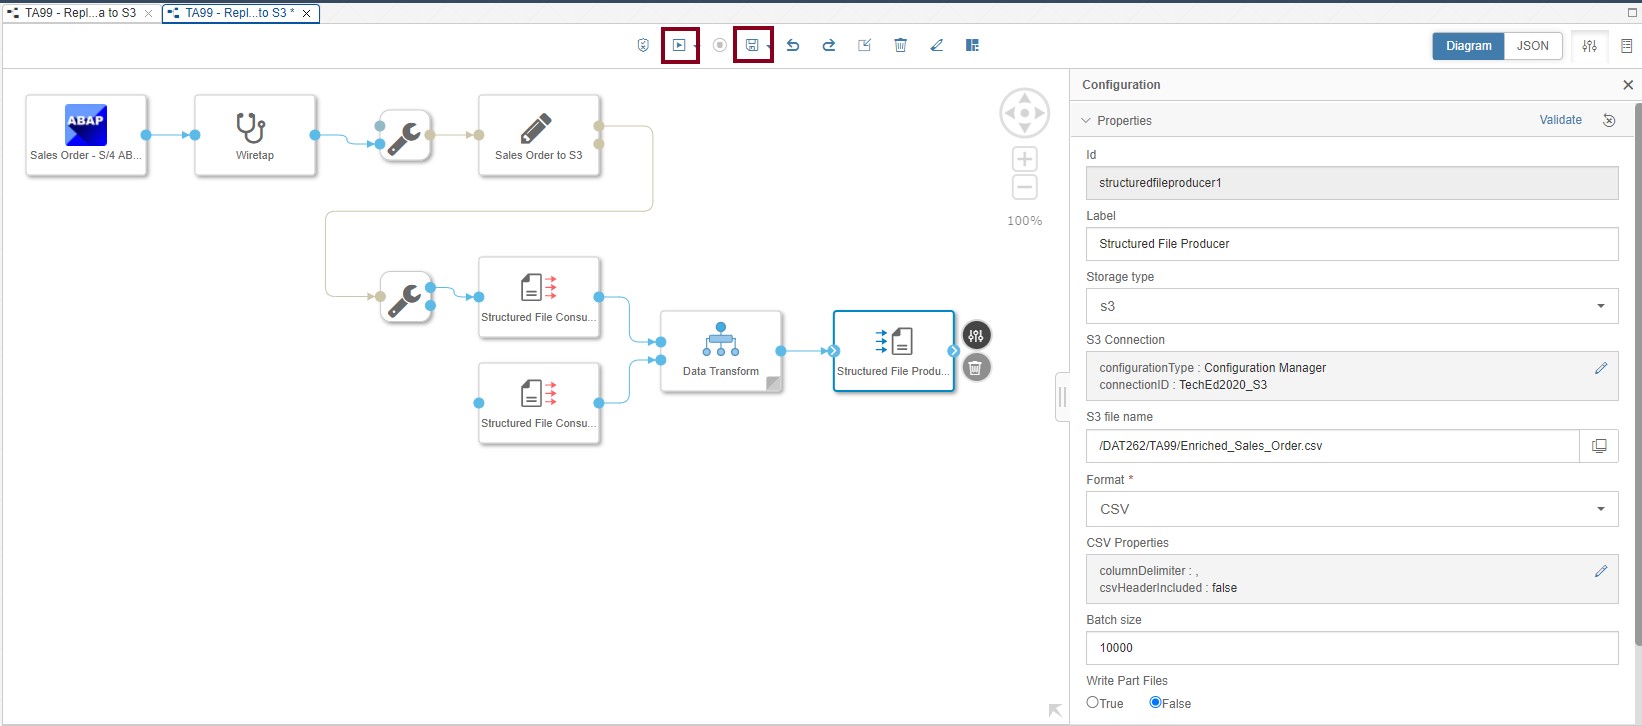 TA99 - Repl...a to S3
TA99 - Repl...to S3 *
Diagram
JSON
ABAP
Sales Order - S/4 AB...
Wiretap
Sales Order to S3
100%
Structured File Consu...
Data Transform
Structured File Produ...
Structured File Consu...
Configuration
Properties
Validate
Id
structuredfileproducer1
Label
Structured File Producer
Storage type
s3
S3 Connection
configurationType : Configuration Manager
connectionID : TechEd2020_S3
S3 file name
/DAT262/TA99/Enriched_Sales_Order.csv
Format *
CSV
CSV Properties
columnDelimiter : ,
csvHeaderIncluded : false
Batch size
10000
Write Part Files
True
False